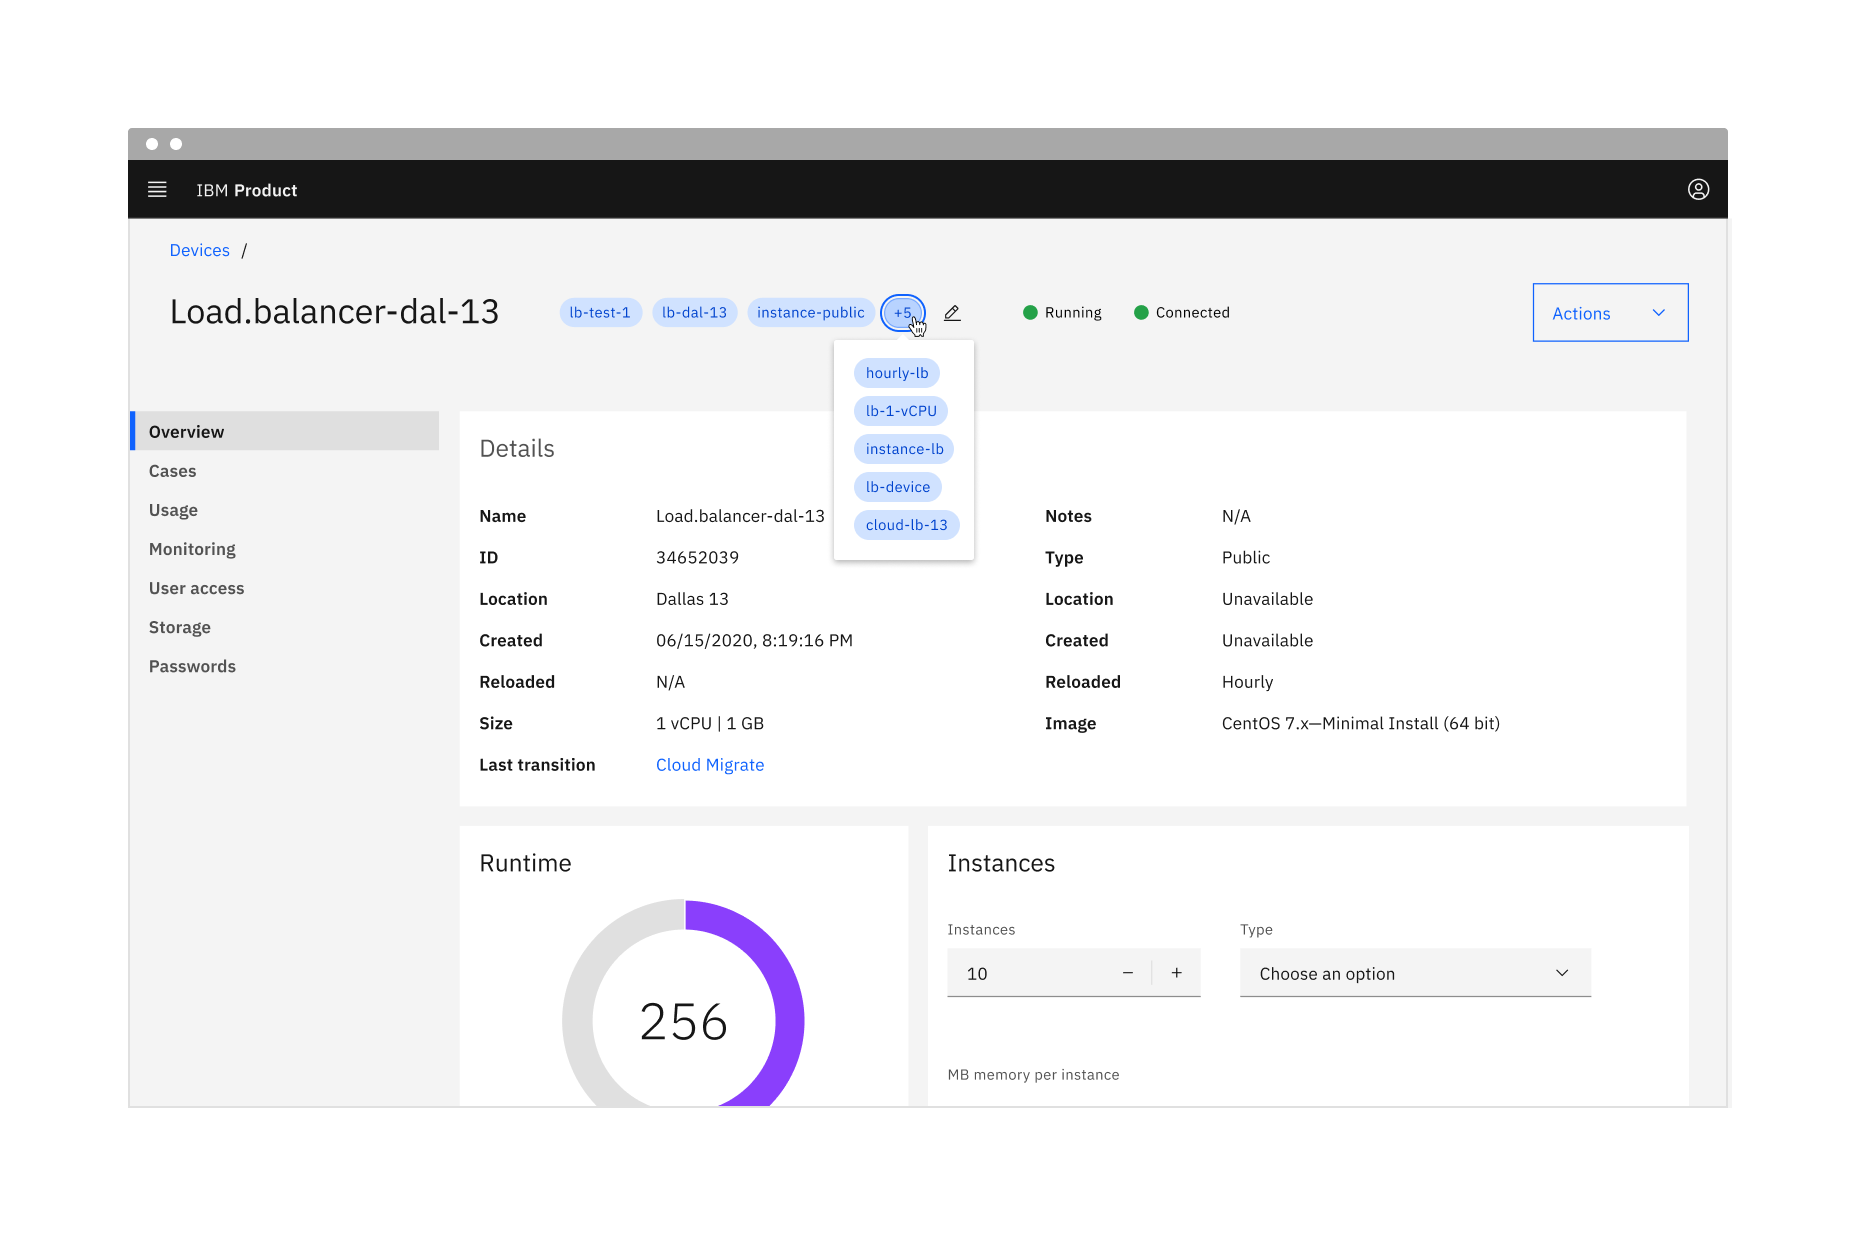 IBM Product
Devices /
Load.balancer-dal-13 lb-test-1 lb-dal-13 instance-public +5 Running Connected Actions
hourly-lb
lb-1-vCPU
instance-lb
lb-device
cloud-lb-13
Overview
Cases
Usage
Monitoring
User access
Storage
Passwords
Details
Name Load.balancer-dal-13 Notes N/A
ID 34652039 Type Public
Location Dallas 13 Location Unavailable
Created 06/15/2020, 8:19:16 PM Created Unavailable
Reloaded N/A Reloaded Hourly
Size 1 vCPU | 1 GB Image CentOS 7.x—Minimal Install (64 bit)
Last transition Cloud Migrate
Runtime
256
Instances
Instances Type
10 − + Choose an option
MB memory per instance